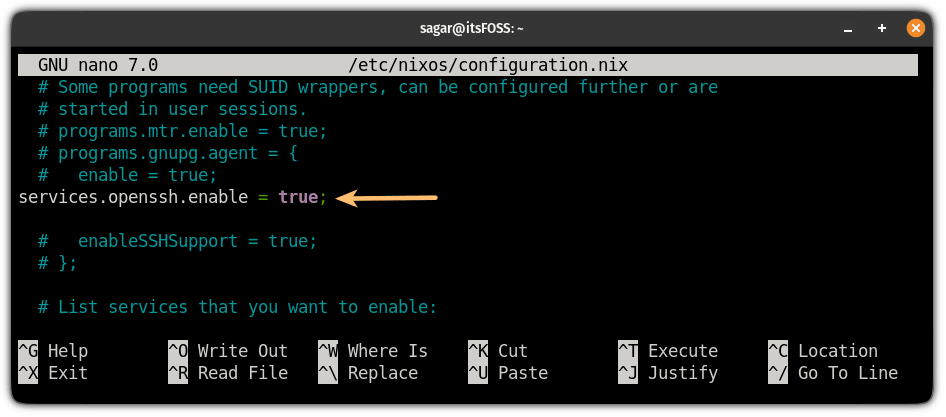 sagar@itsFOSS: ~
GNU nano 7.0 /etc/nixos/configuration.nix
# Some programs need SUID wrappers, can be configured further or are
# started in user sessions.
# programs.mtr.enable = true;
# programs.gnupg.agent = {
#   enable = true;
services.openssh.enable = true;
#   enableSSHSupport = true;
# };
# List services that you want to enable:
^G Help ^O Write Out ^W Where Is ^K Cut ^T Execute ^C Location
^X Exit ^R Read File ^\ Replace ^U Paste ^J Justify ^/ Go To Line